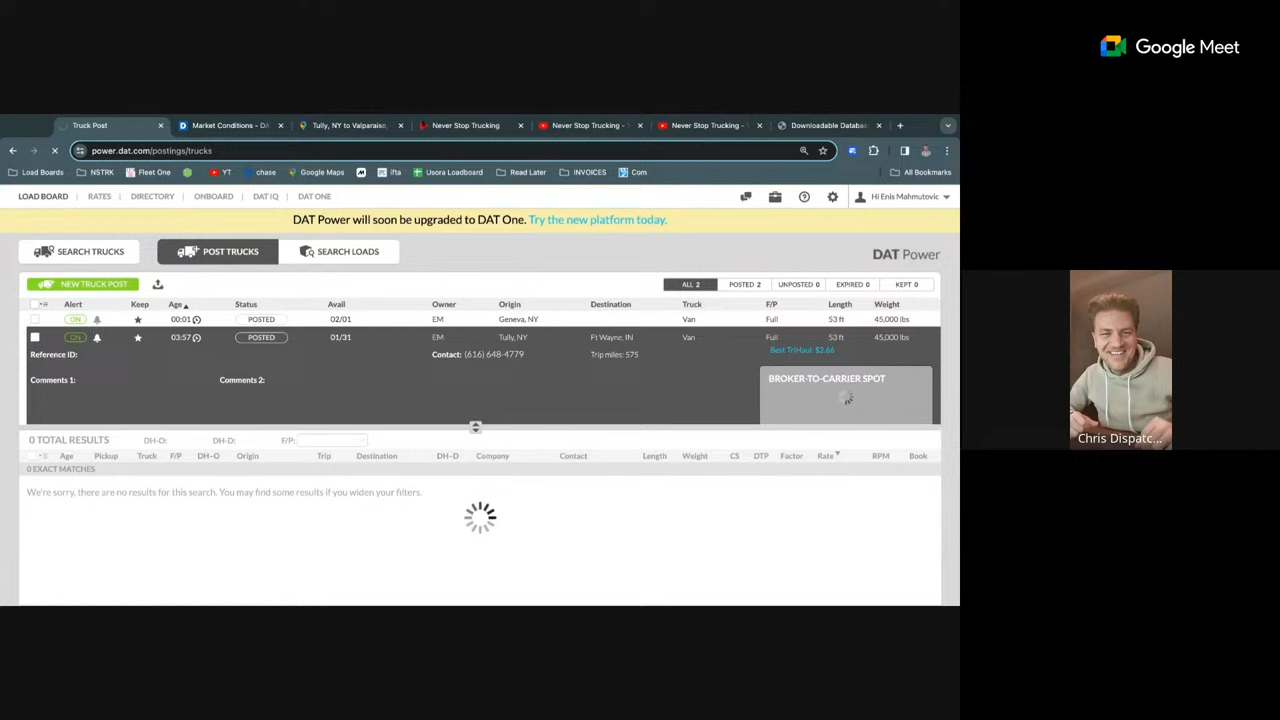 Google Meet
Truck Post
Market Conditions - DA
Tully, NY to Valparaiso,
Never Stop Trucking
Never Stop Trucking -
Never Stop Trucking -
Downloadable Databas
power.dat.com/postings/trucks
Load Boards
NSTRK
Fleet One
YT
chase
Google Maps
ifta
Usora Loadboard
Read Later
INVOICES
Com
All Bookmarks
LOAD BOARD RATES DIRECTORY ONBOARD DAT IQ DAT ONE
Hi Enis Mahmutovic
DAT Power will soon be upgraded to DAT One. Try the new platform today.
SEARCH TRUCKS POST TRUCKS SEARCH LOADS DAT Power
NEW TRUCK POST ALL 2 POSTED 2 UNPOSTED 0 EXPIRED 0 KEPT 0
Alert Keep Age Status Avail Owner Origin Destination Truck F/P Length Weight
ON 00:01 POSTED 02/01 EM Geneva, NY Van Full 53 ft 45,000 lbs
ON 03:57 POSTED 01/31 EM Tully, NY Ft Wayne, IN Van Full 53 ft 45,000 lbs
Reference ID: Contact: (616) 648-4779 Trip miles: 575 Best TriHaul: $2.66
Comments 1: Comments 2: BROKER-TO-CARRIER SPOT
0 TOTAL RESULTS DH-O: DH-D: F/P:
Age Pickup Truck F/P DH-O Origin Trip Destination DH-D Company Contact Length Weight CS DTP Factor Rate RPM Book
0 EXACT MATCHES
We're sorry, there are no results for this search. You may find some results if you widen your filters.
Chris Dispatc...